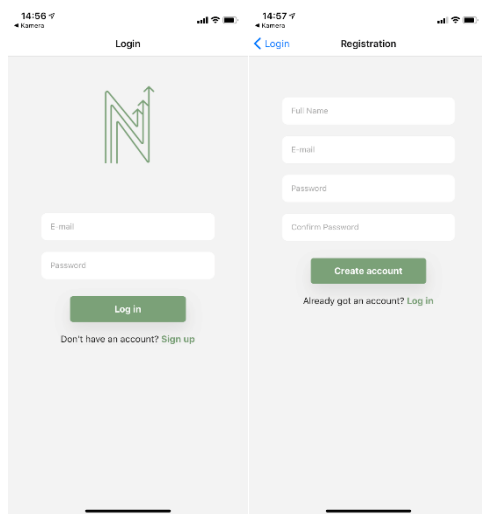 14:56
◀ Kamera
Login
E-mail
Password
Log in
Don't have an account? Sign up
14:57
◀ Kamera
Login
Registration
Full Name
E-mail
Password
Confirm Password
Create account
Already got an account? Log in